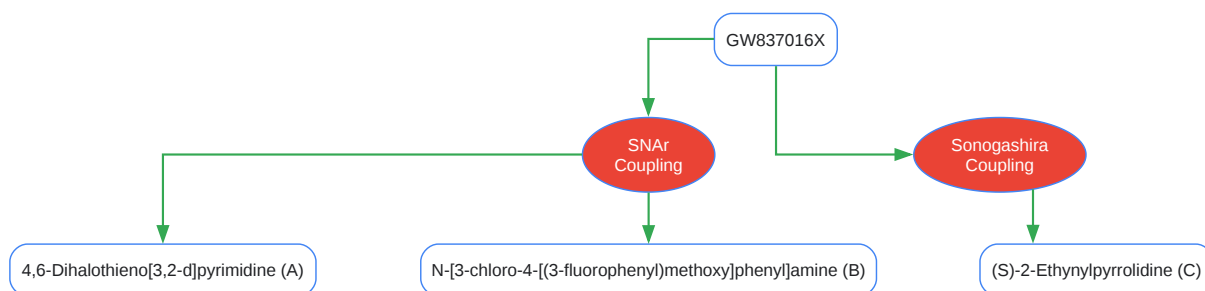 GW837016X
SNAr
Coupling
Sonogashira
Coupling
4,6-Dihalothieno[3,2-d]pyrimidine (A)
N-[3-chloro-4-[(3-fluorophenyl)methoxy]phenyl]amine (B)
(S)-2-Ethynylpyrrolidine (C)